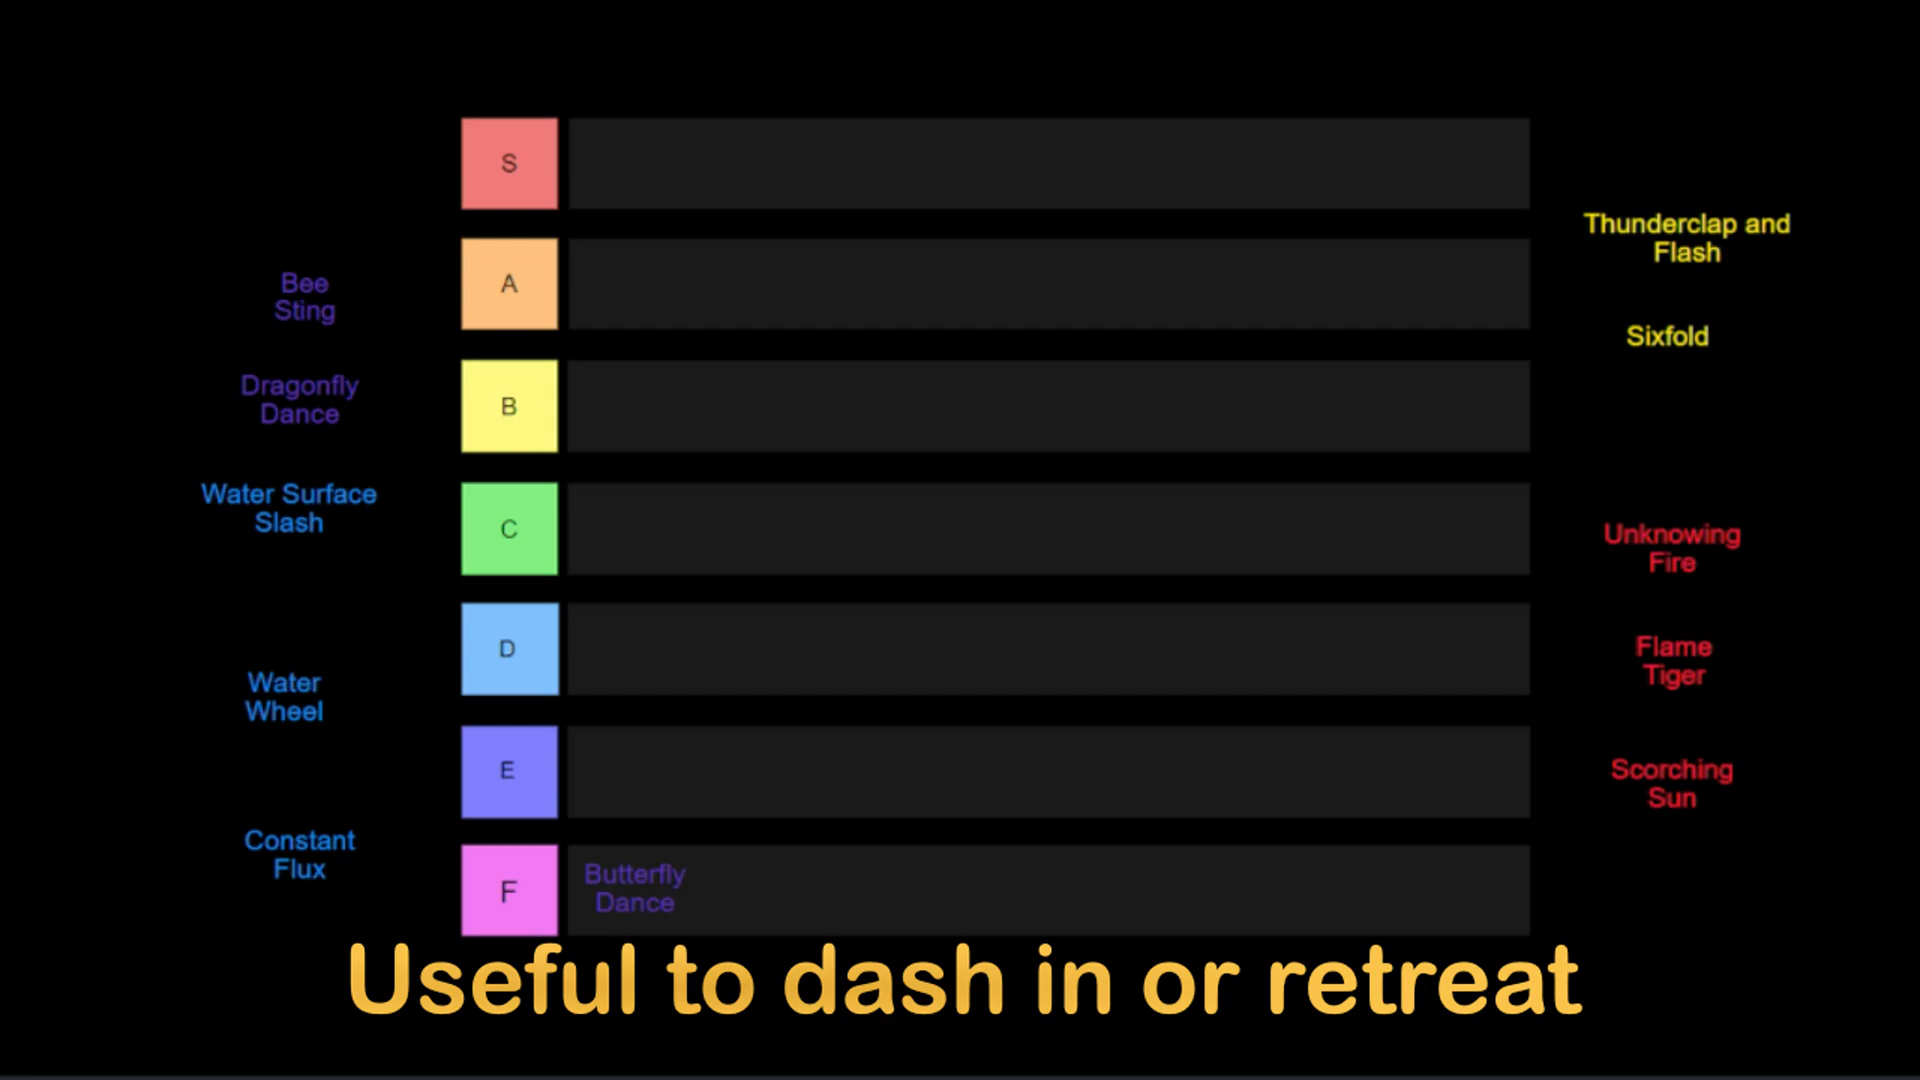 S
A
B
C
D
E
F
Bee
Sting
Dragonfly
Dance
Water Surface
Slash
Water
Wheel
Constant
Flux
Butterfly
Dance
Thunderclap and
Flash
Sixfold
Unknowing
Fire
Flame
Tiger
Scorching
Sun
Useful to dash in or retreat